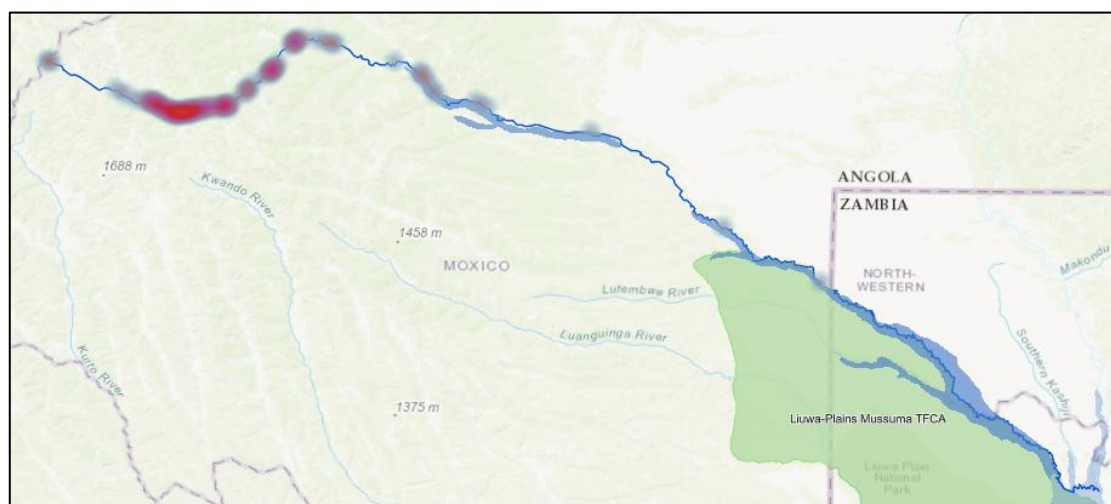 ANGOLA
ZAMBIA
1688 m
Kwando River
1458 m
MOXICO
NORTH-
WESTERN
Makondu
Lutembwe River
Luanguinga River
Southern Kashiji
Kuito River
1375 m
Liuwa-Plains Mussuma TFCA
Liuwa Plain
National
Park